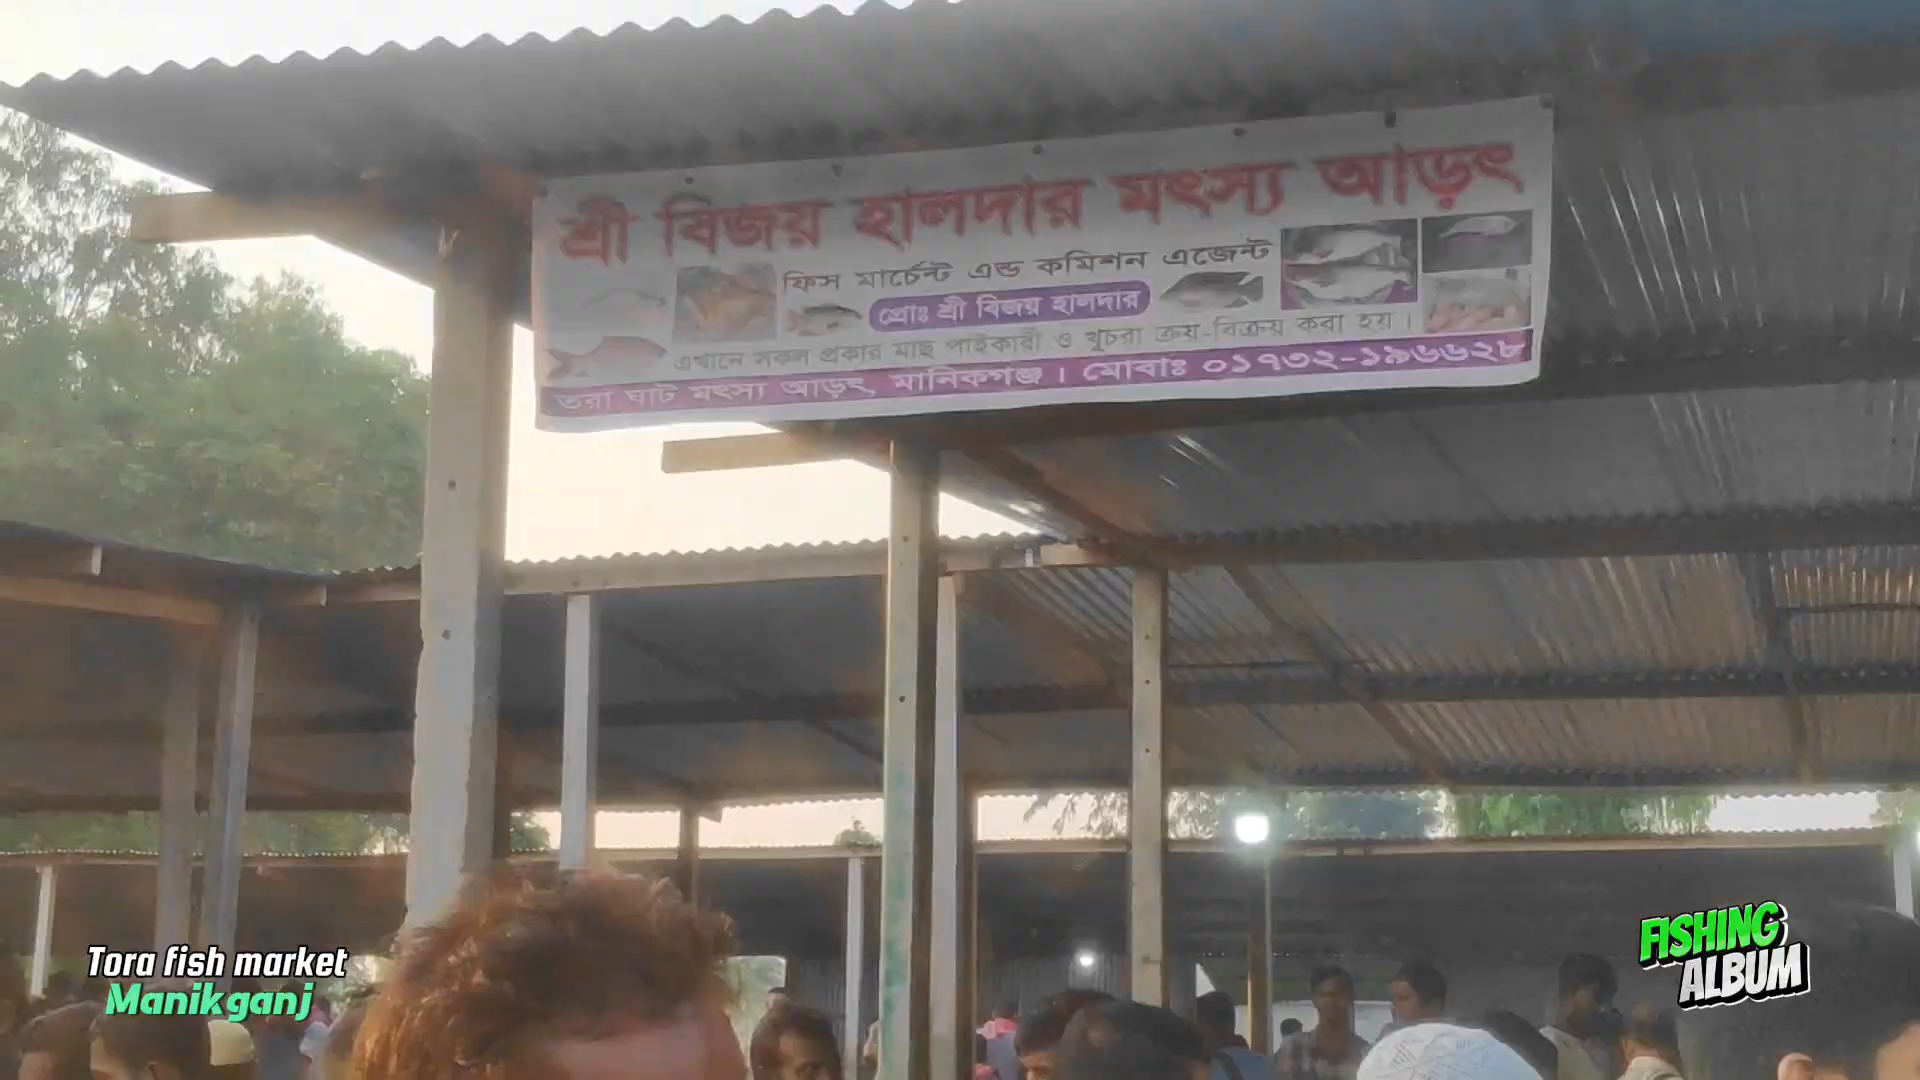 শ্রী বিজয় হালদার মৎস্য আড়ৎ
ফিস মার্চেন্ট এন্ড কমিশন এজেন্ট
প্রোঃ শ্রী বিজয় হালদার
এখানে সকল প্রকার মাছ পাইকারী ও খুচরা ক্রয়-বিক্রয় করা হয়।
তরা ঘাট মৎস্য আড়ৎ, মানিকগঞ্জ। মোবাঃ ০১৭৩২-১৯৬৬২৮
Tora fish market
Manikganj
FISHING
ALBUM